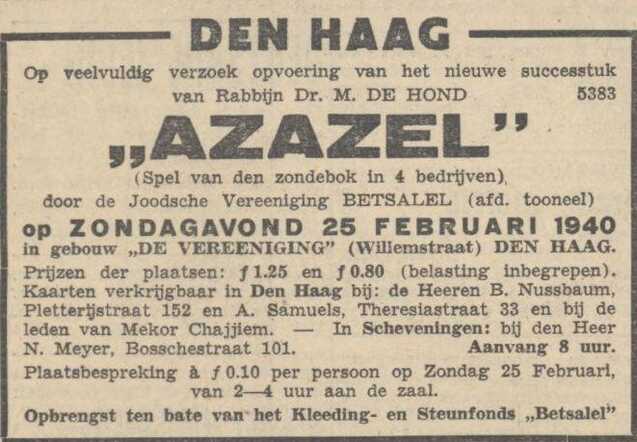 DEN HAAG
Op veelvuldig verzoek opvoering van het nieuwe successtuk
van Rabbijn Dr. M. DE HOND 5383
„AZAZEL”
(Spel van den zondebok in 4 bedrijven),
door de Joodsche Vereeniging BETSALEL (afd. tooneel)
op ZONDAGAVOND 25 FEBRUARI 1940
in gebouw „DE VEREENIGING” (Willemstraat) DEN HAAG.
Prijzen der plaatsen: ƒ 1.25 en ƒ 0.80 (belasting inbegrepen).
Kaarten verkrijgbaar in Den Haag bij: de Heeren B. Nussbaum,
Pletterijstraat 152 en A. Samuels, Theresiastraat 33 en bij de
leden van Mekor Chajjiem. — In Scheveningen: bij den Heer
N. Meyer, Bosschestraat 101. Aanvang 8 uur.
Plaatsbespreking à ƒ 0.10 per persoon op Zondag 25 Februari,
van 2—4 uur aan de zaal.
Opbrengst ten bate van het Kleeding- en Steunfonds „Betsalel”